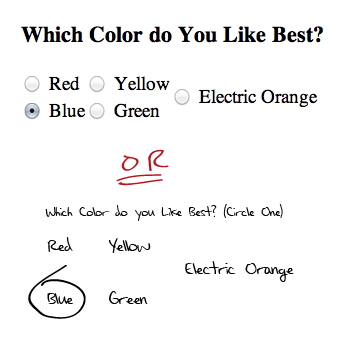 Which Color do You Like Best?
Red Yellow
Electric Orange
Blue Green
OR
Which Color do you Like Best? (Circle One)
Red Yellow
Electric Orange
Blue Green